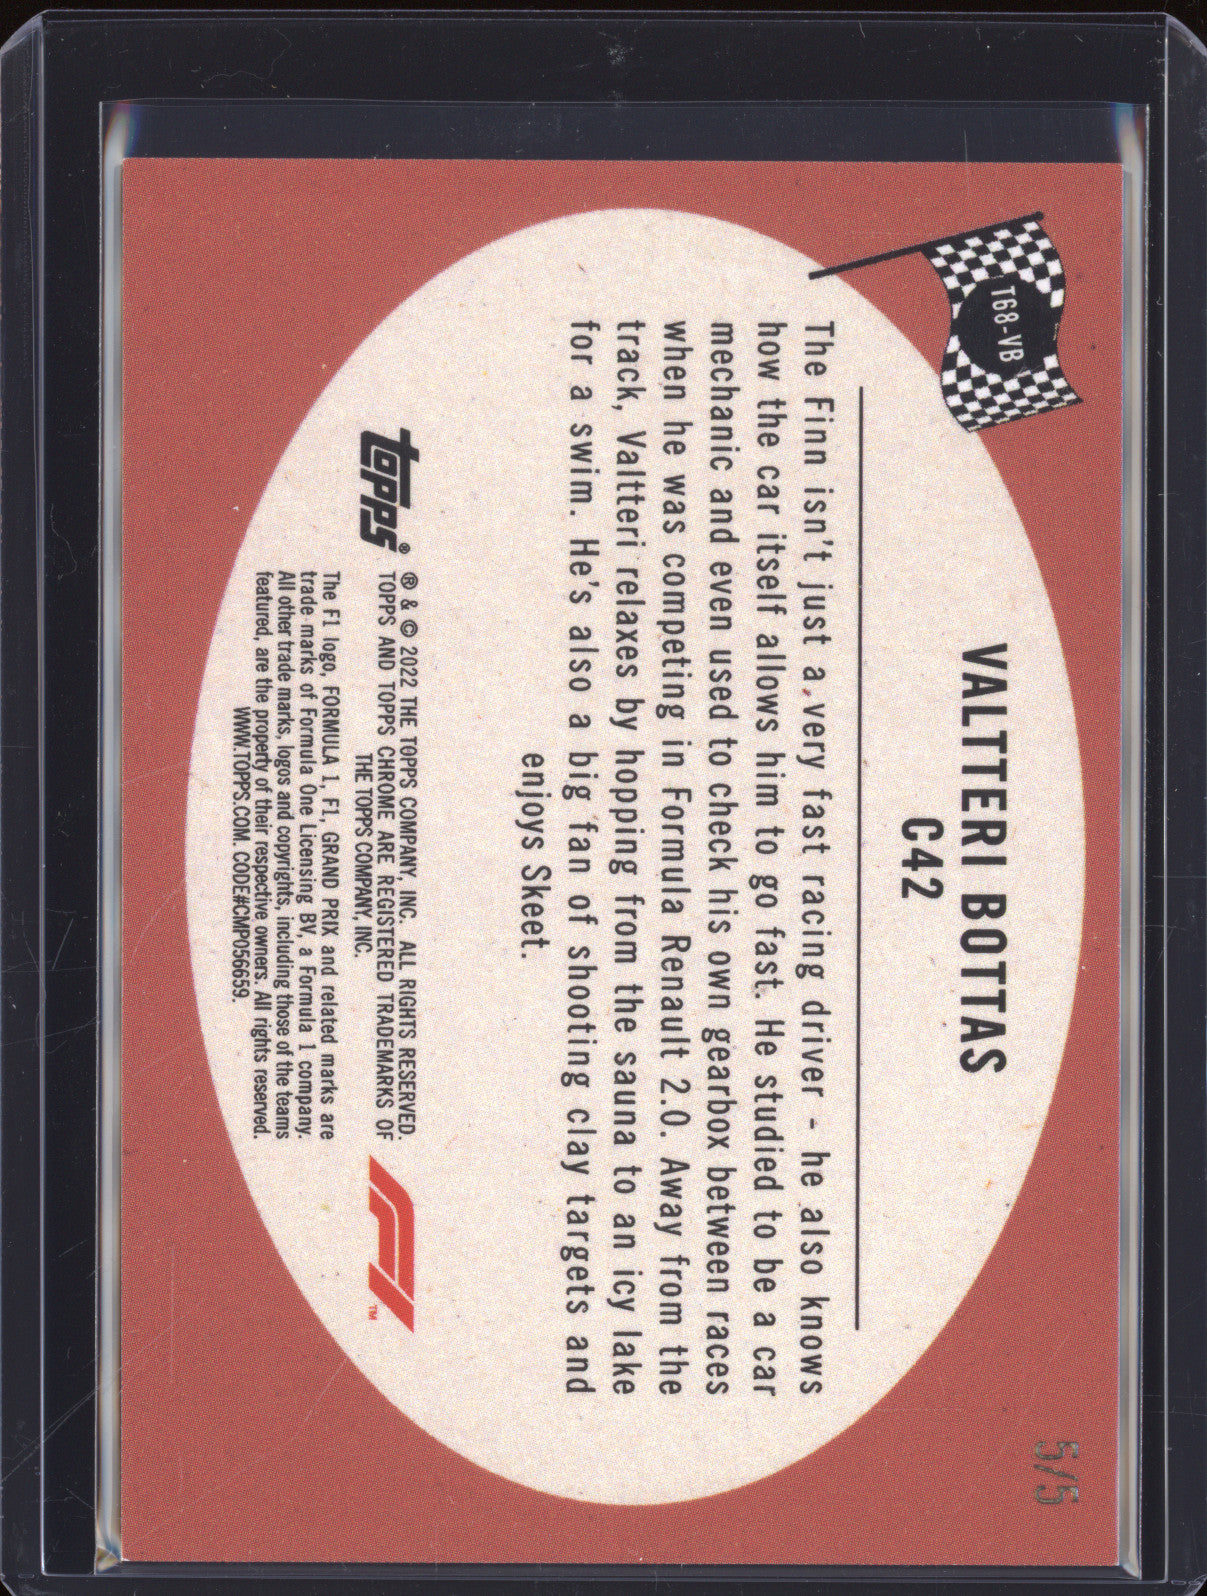 T68-VB
VALTTERI BOTTAS
C42
The Finn isn't just a very fast racing driver - he also knows
how the car itself allows him to go fast. He studied to be a car
mechanic and even used to check his own gearbox between races
when he was competing in Formula Renault 2.0. Away from the
track, Valtteri relaxes by hopping from the sauna to an icy lake
for a swim. He's also a big fan of shooting clay targets and
enjoys Skeet.
topps®
® & © 2022 THE TOPPS COMPANY, INC. ALL RIGHTS RESERVED.
TOPPS AND TOPPS CHROME ARE REGISTERED TRADEMARKS OF
THE TOPPS COMPANY, INC.
The F1 logo, FORMULA 1, F1, GRAND PRIX and related marks are
trade marks of Formula One Licensing BV, a Formula 1 company.
All other trade marks, logos and copyrights, including those of the teams
featured, are the property of their respective owners. All rights reserved.
WWW.TOPPS.COM. CODE#CMP056659.
F1™
5/5